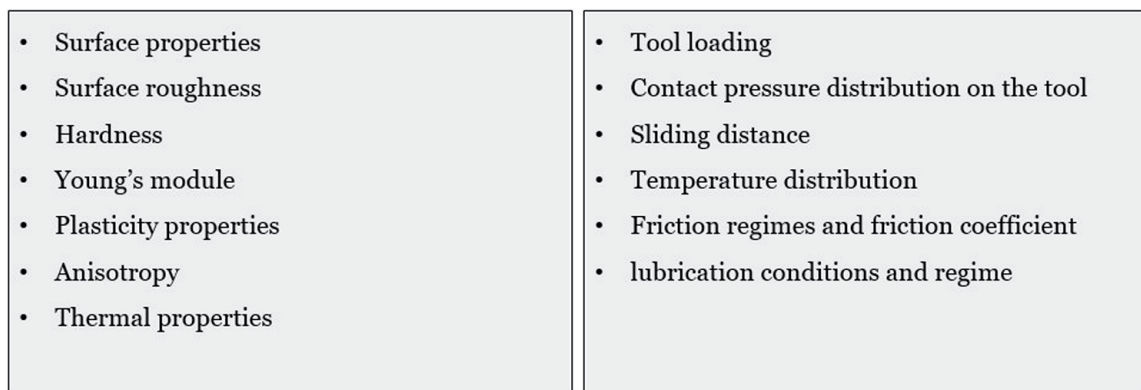 • Surface properties
• Surface roughness
• Hardness
• Young’s module
• Plasticity properties
• Anisotropy
• Thermal properties
• Tool loading
• Contact pressure distribution on the tool
• Sliding distance
• Temperature distribution
• Friction regimes and friction coefficient
• lubrication conditions and regime